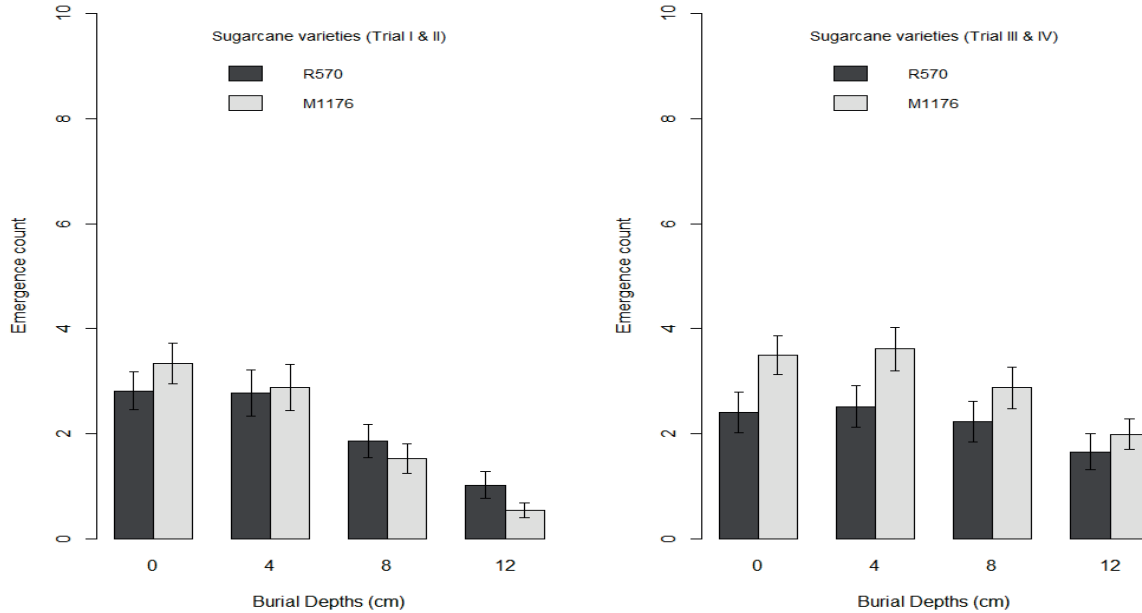 Sugarcane varieties (Trial I & II)
R570
M1176
Emergence count
10
8
6
4
2
0
0 4 8 12
Burial Depths (cm)
Sugarcane varieties (Trial III & IV)
R570
M1176
Emergence count
10
8
6
4
2
0
0 4 8 12
Burial Depths (cm)